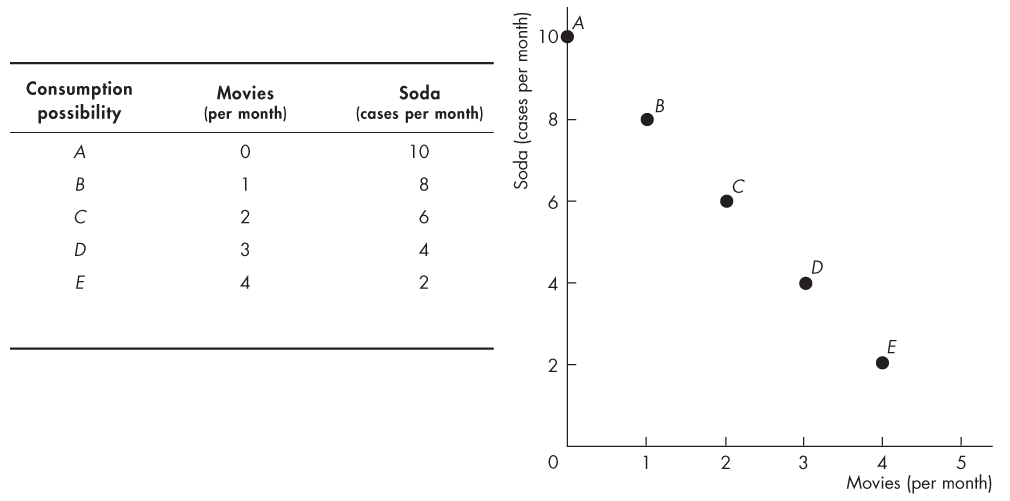 Consumption possibility
Movies (per month)
Soda (cases per month)
A 0 10
B 1 8
C 2 6
D 3 4
E 4 2
Soda (cases per month)
10
8
6
4
2
A
B
C
D
E
0 1 2 3 4 5
Movies (per month)